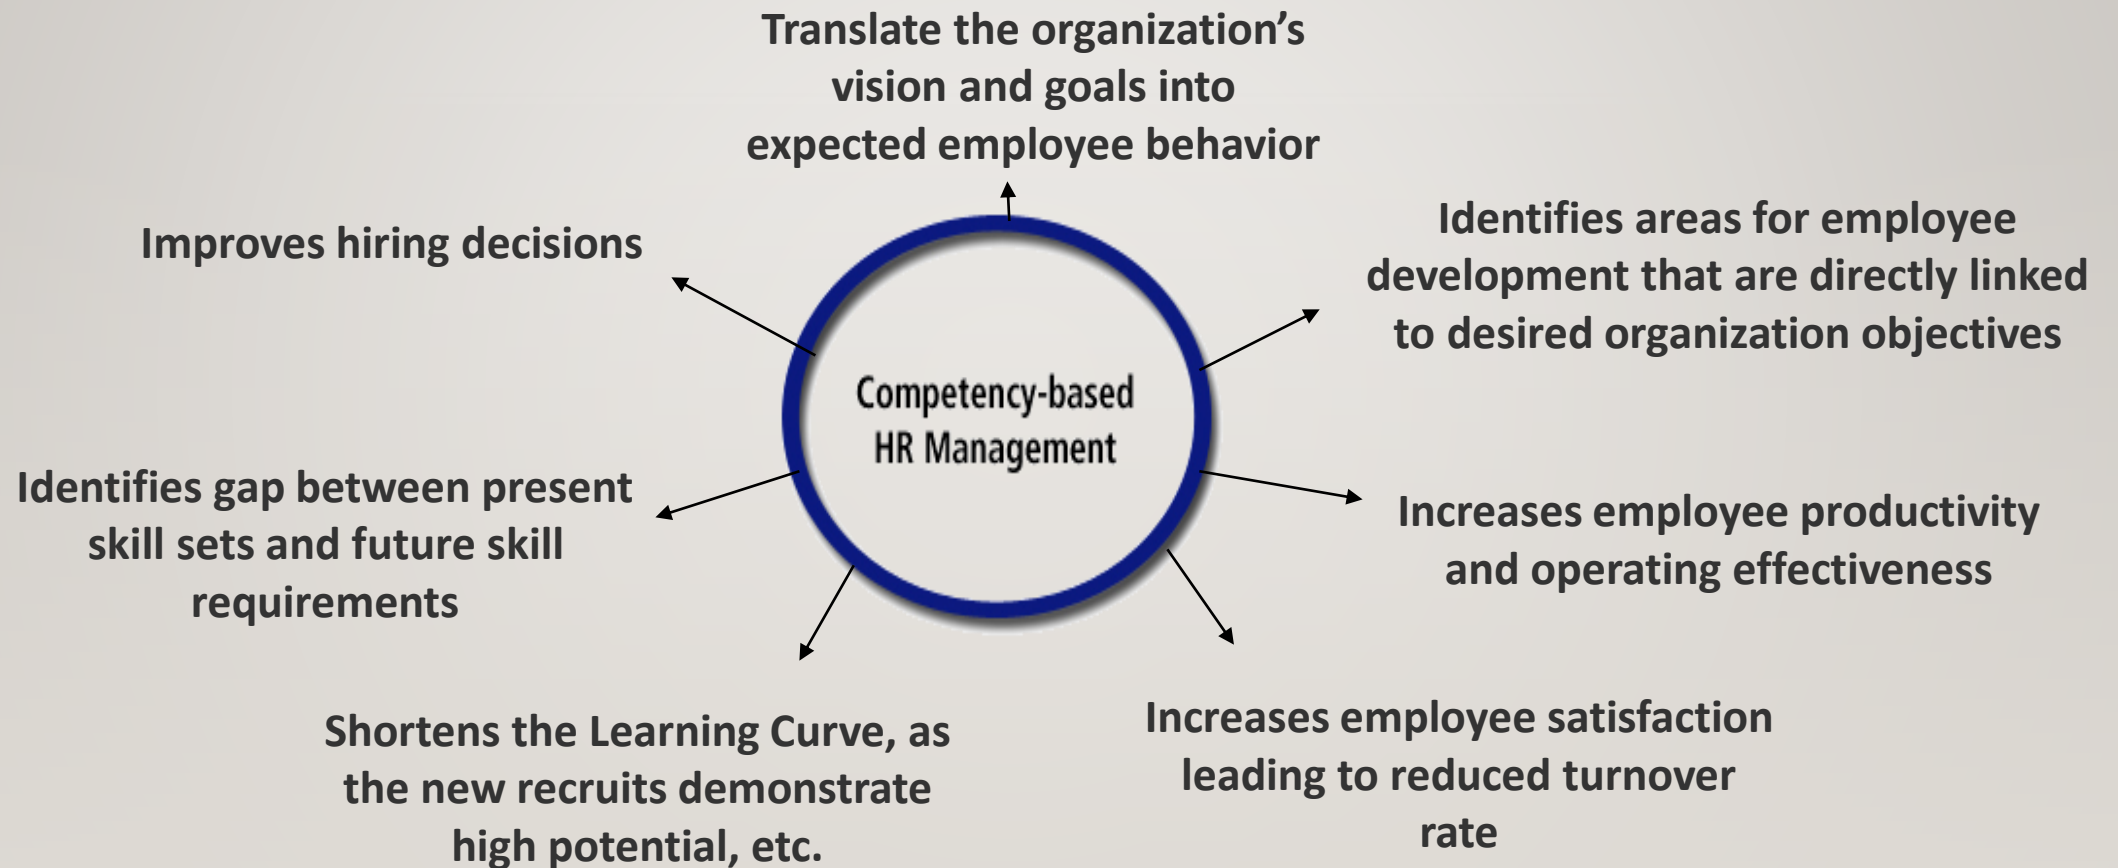 Translate the organization’s
vision and goals into
expected employee behavior
Improves hiring decisions
Identifies areas for employee
development that are directly linked
to desired organization objectives
Competency-based
HR Management
Identifies gap between present
skill sets and future skill
requirements
Increases employee productivity
and operating effectiveness
Shortens the Learning Curve, as
the new recruits demonstrate
high potential, etc.
Increases employee satisfaction
leading to reduced turnover
rate